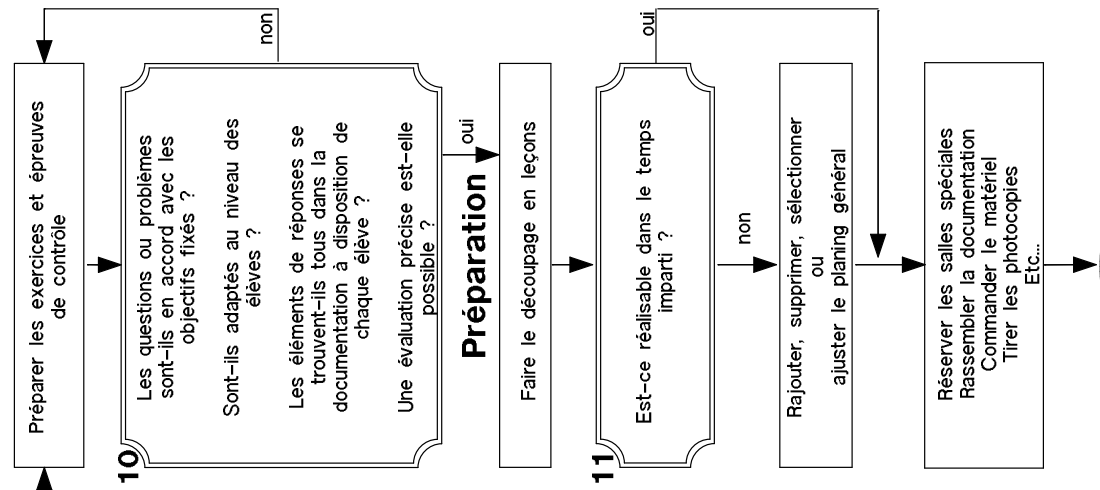 Préparer les exercices et épreuves
de contrôle
non
10
Les questions ou problèmes
sont-ils en accord avec les
objectifs fixés ?
Sont-ils adaptés au niveau des
élèves ?
Les éléments de réponses se
trouvent-ils tous dans la
documentation à disposition de
chaque élève ?
Une évaluation précise est-elle
possible ?
oui
Préparation
Faire le découpage en leçons
11
Est-ce réalisable dans le temps
imparti ?
oui
non
Rajouter, supprimer, sélectionner
ou
ajuster le planing général
Réserver les salles spéciales
Rassembler la documentation
Commander le matériel
Tirer les photocopies
Etc...